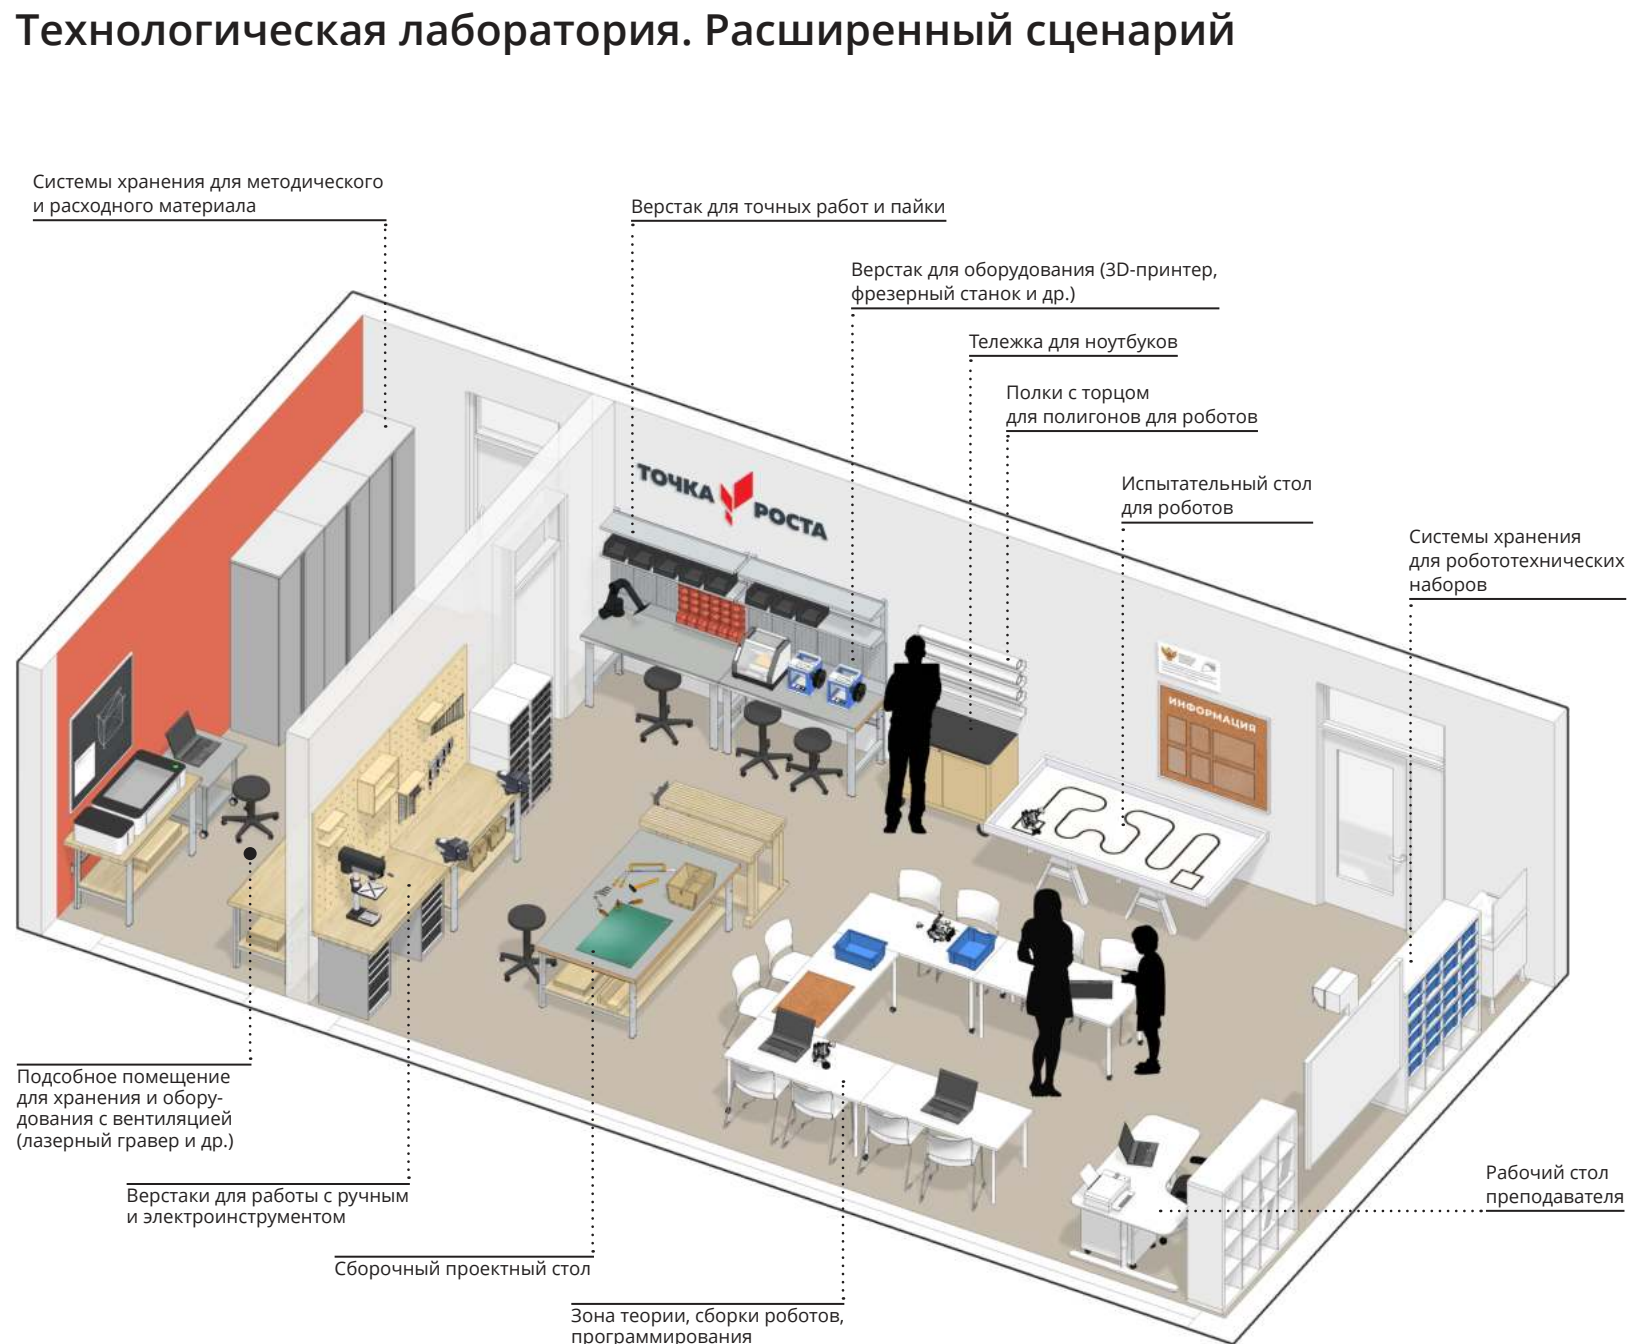 Технологическая лаборатория. Расширенный сценарий
Системы хранения для методического
и расходного материала
Верстак для точных работ и пайки
Верстак для оборудования (3D-принтер,
фрезерный станок и др.)
Тележка для ноутбуков
Полки с торцом
для полигонов для роботов
Испытательный стол
для роботов
Системы хранения
для робототехнических
наборов
ТОЧКА
РОСТА
ИНФОРМАЦИЯ
Подсобное помещение
для хранения и обору-
дования с вентиляцией
(лазерный гравер и др.)
Верстаки для работы с ручным
и электроинструментом
Сборочный проектный стол
Зона теории, сборки роботов,
программирования
Рабочий стол
преподавателя